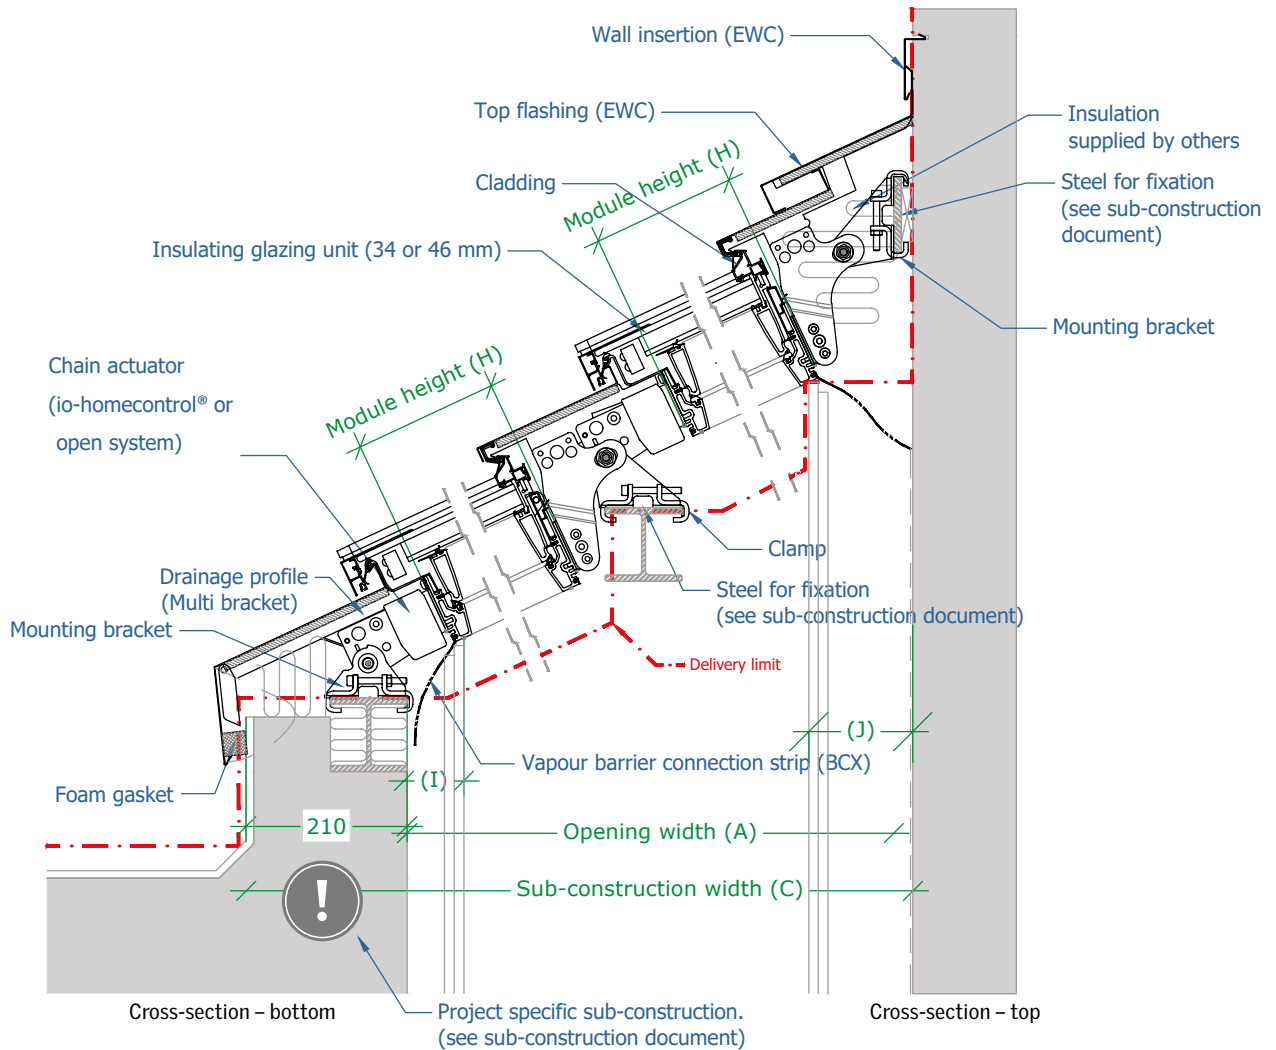 Wall insertion (EWC)
Top flashing (EWC)
Insulation
supplied by others
Module height (H)
Cladding
Steel for fixation
(see sub-construction
document)
Insulating glazing unit (34 or 46 mm)
Mounting bracket
Chain actuator
(io-homecontrol® or
open system)
Module height (H)
Clamp
Drainage profile
(Multi bracket)
Steel for fixation
(see sub-construction document)
Mounting bracket
Delivery limit
(J)
Vapour barrier connection strip (BCX)
(I)
Foam gasket
210
Opening width (A)
Sub-construction width (C)
!
Cross-section – bottom
Project specific sub-construction.
(see sub-construction document)
Cross-section – top